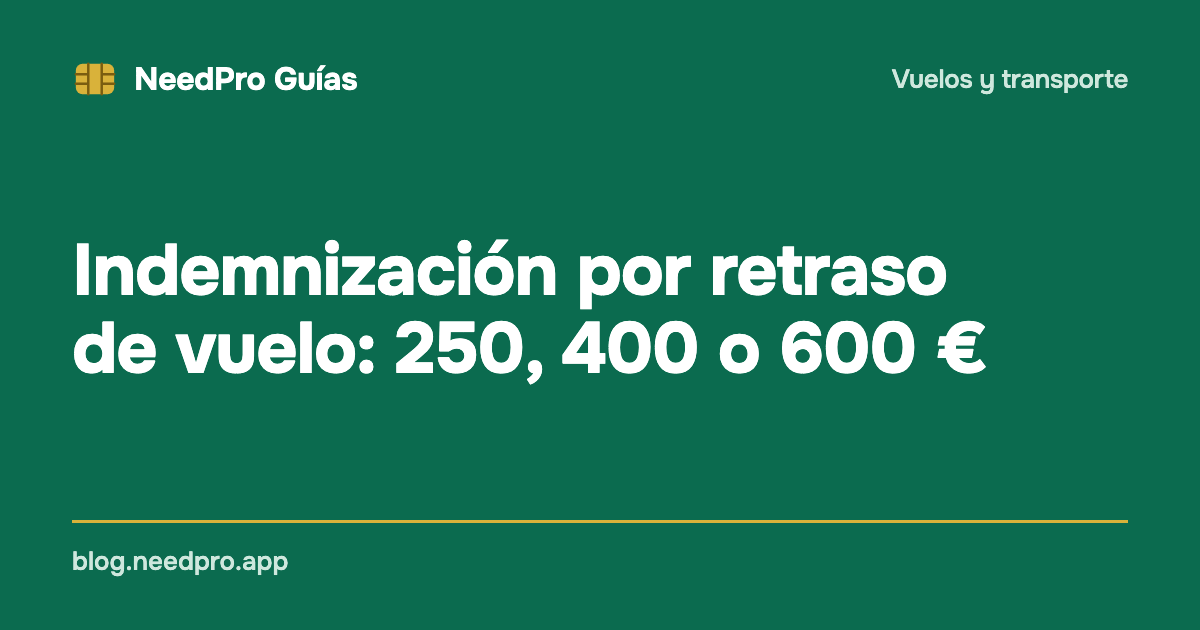 NeedPro Guías
Vuelos y transporte
Indemnización por retraso
de vuelo: 250, 400 o 600 €
blog.needpro.app